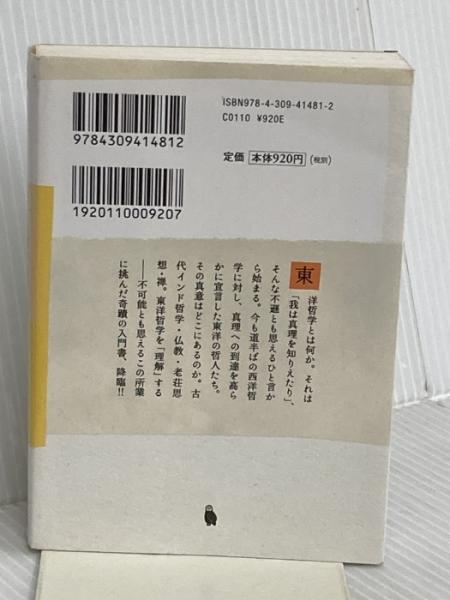 ISBN978-4-309-41481-2
C0110 ¥920E
定価 本体920円 (税別)
9784309414812
1920110009207
東洋哲学とは何か。それは
「我は真理を知りえたり」、
そんな不遜とも思えるひと言か
ら始まる。今も道半ばの西洋哲
学に対し、真理への到達を高ら
かに宣言した東洋の哲人たち。
その真意はどこにあるのか。古
代インド哲学・仏教・老荘思
想・禅。東洋哲学を「理解」する
――不可能とも思えるこの所業
に挑んだ奇蹟の入門書、降臨!!